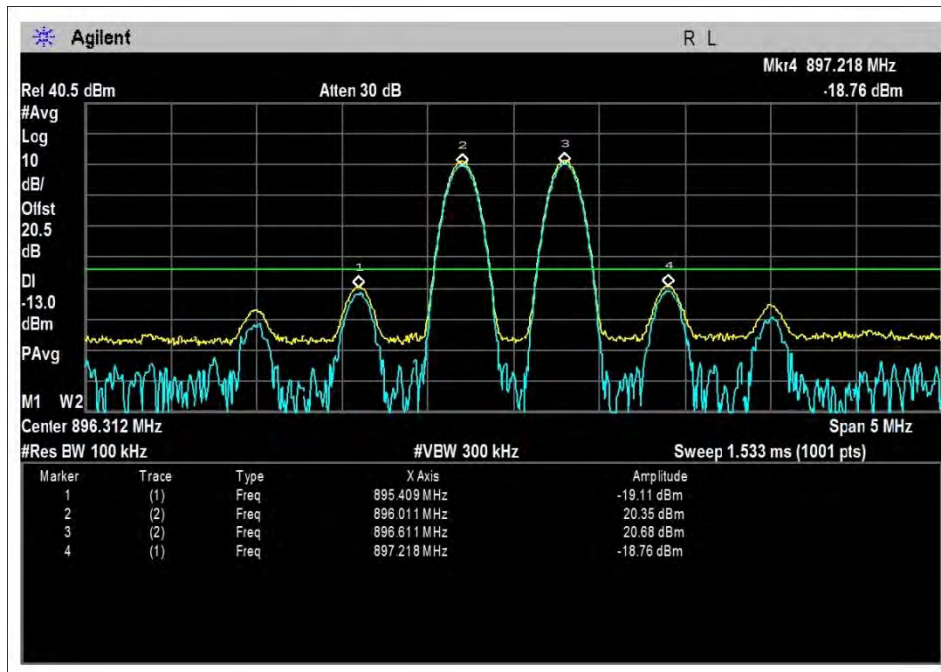 Agilent
R L
Mkr4 897.218 MHz
Rel 40.5 dBm Atten 30 dB -18.76 dBm
#Avg
Log
10
dB/
Offst
20.5
dB
DI
-13.0
dBm
PAvg
M1 W2
2
3
1
4
Center 896.312 MHz Span 5 MHz
#Res BW 100 kHz #VBW 300 kHz Sweep 1.533 ms (1001 pts)
Marker Trace Type X Axis Amplitude
1 (1) Freq 895.409 MHz -19.11 dBm
2 (2) Freq 896.011 MHz 20.35 dBm
3 (2) Freq 896.611 MHz 20.68 dBm
4 (1) Freq 897.218 MHz -18.76 dBm